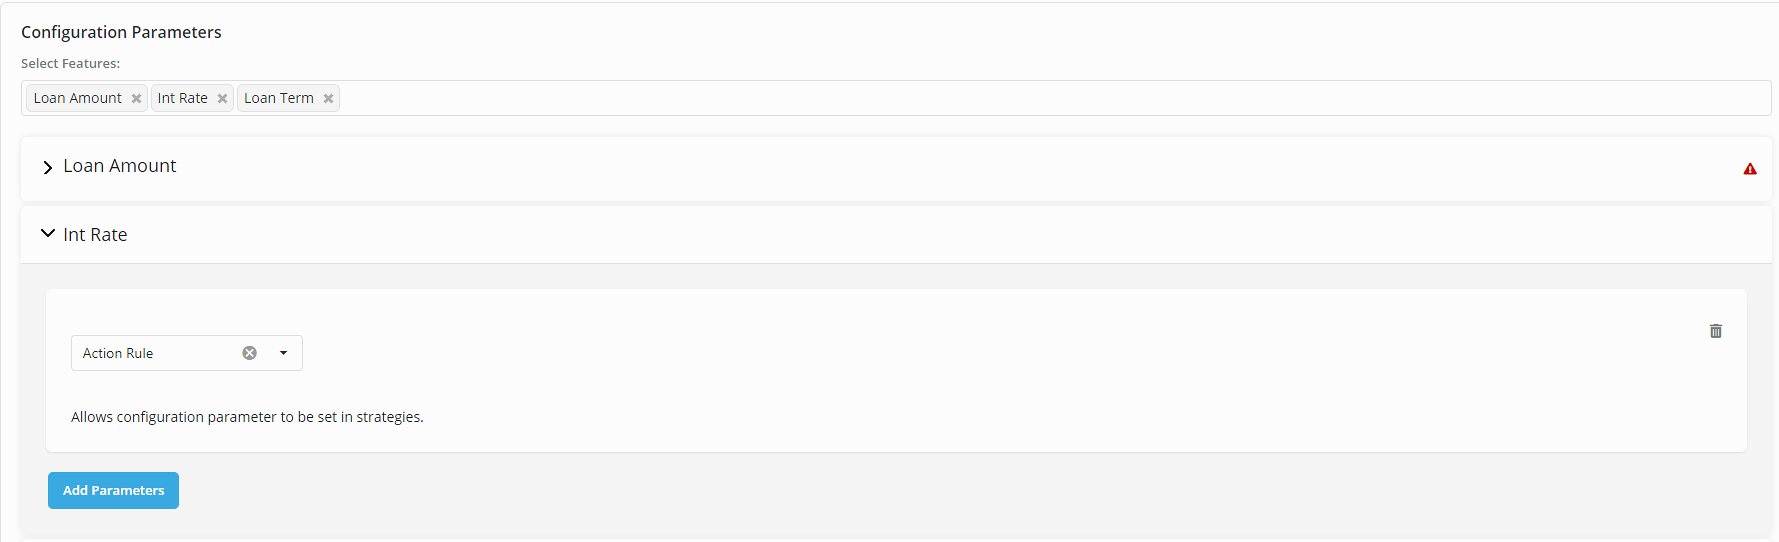 Configuration Parameters
Select Features:
Loan Amount Int Rate Loan Term
Loan Amount
Int Rate
Action Rule
Allows configuration parameter to be set in strategies.
Add Parameters